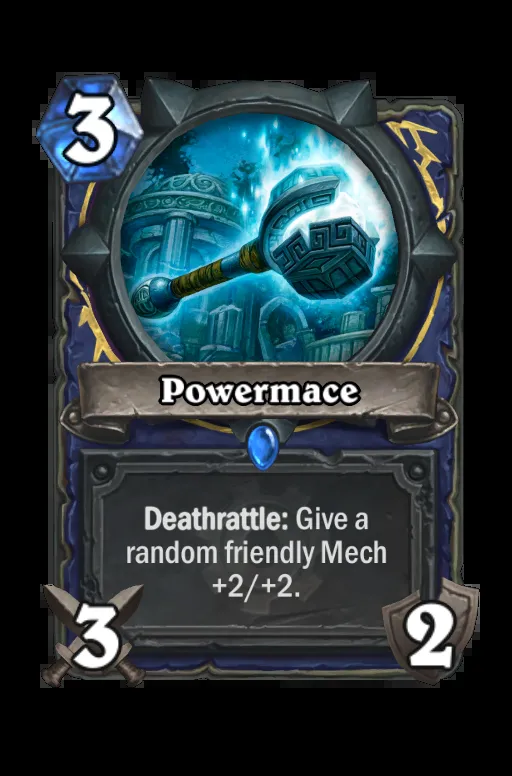 3
Powermace
Deathrattle: Give a
random friendly Mech
+2/+2.
3
2